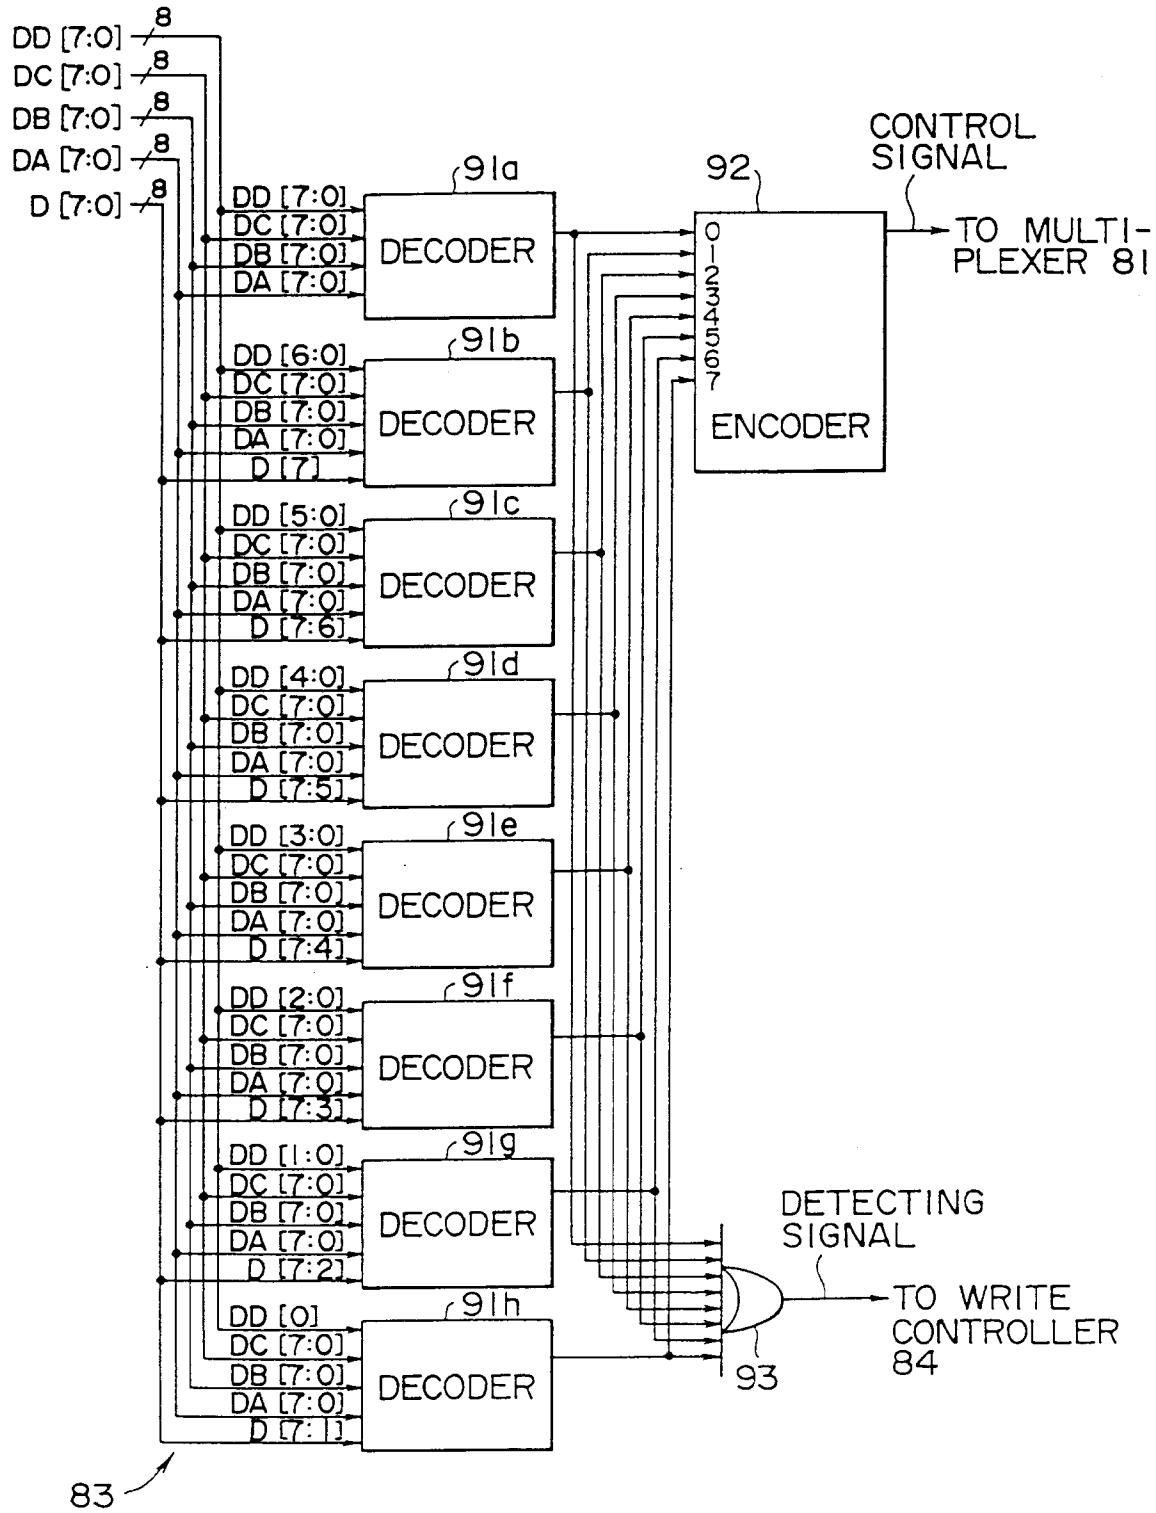 DD [7:0] 8
DC [7:0] 8
DB [7:0] 8
DA [7:0] 8
D [7:0] 8
91a
DD [7:0]
DC [7:0]
DB [7:0]
DA [7:0]
DECODER
91b
DD [6:0]
DC [7:0]
DB [7:0]
DA [7:0]
D [7]
DECODER
91c
DD [5:0]
DC [7:0]
DB [7:0]
DA [7:0]
D [7:6]
DECODER
91d
DD [4:0]
DC [7:0]
DB [7:0]
DA [7:0]
D [7:5]
DECODER
91e
DD [3:0]
DC [7:0]
DB [7:0]
DA [7:0]
D [7:4]
DECODER
91f
DD [2:0]
DC [7:0]
DB [7:0]
DA [7:0]
D [7:3]
DECODER
91g
DD [1:0]
DC [7:0]
DB [7:0]
DA [7:0]
D [7:2]
DECODER
91h
DD [0]
DC [7:0]
DB [7:0]
DA [7:0]
D [7:1]
DECODER
83
92
0
1
2
3
4
5
6
7
ENCODER
CONTROL
SIGNAL
TO MULTI-
PLEXER 81
DETECTING
SIGNAL
93
TO WRITE
CONTROLLER
84